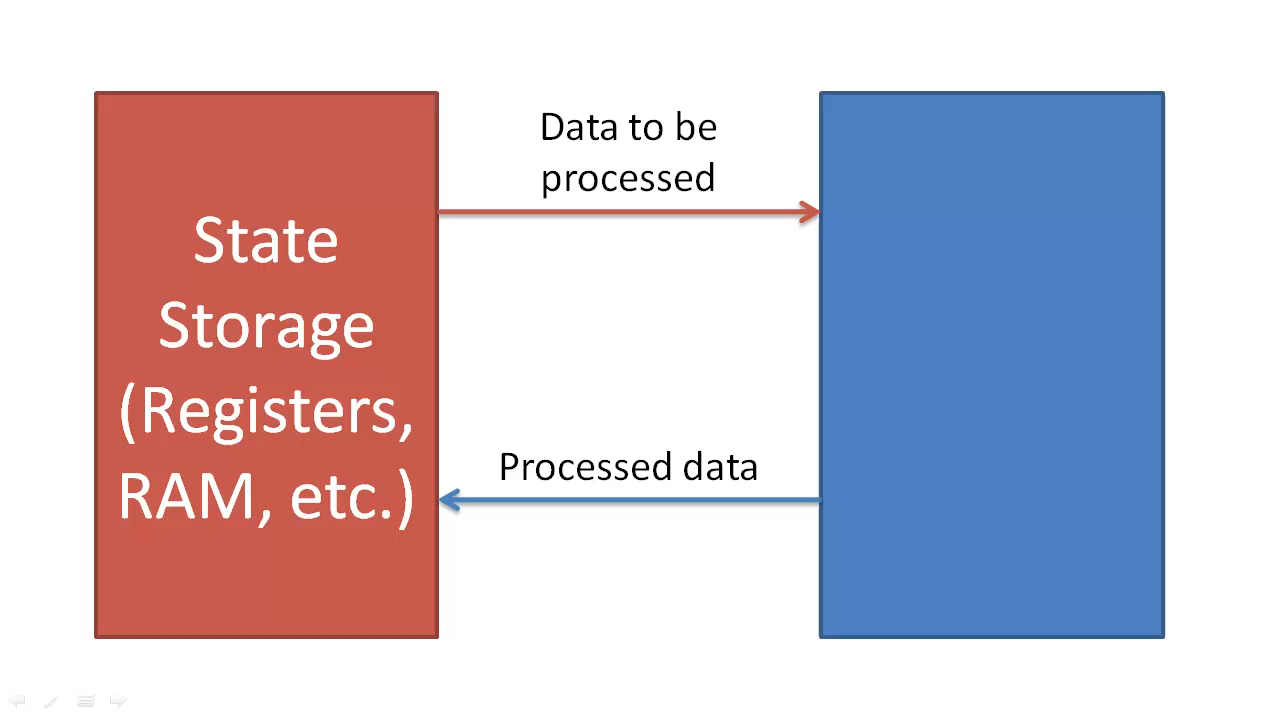 State
Storage
(Registers,
RAM, etc.)
Data to be
processed
Processed data